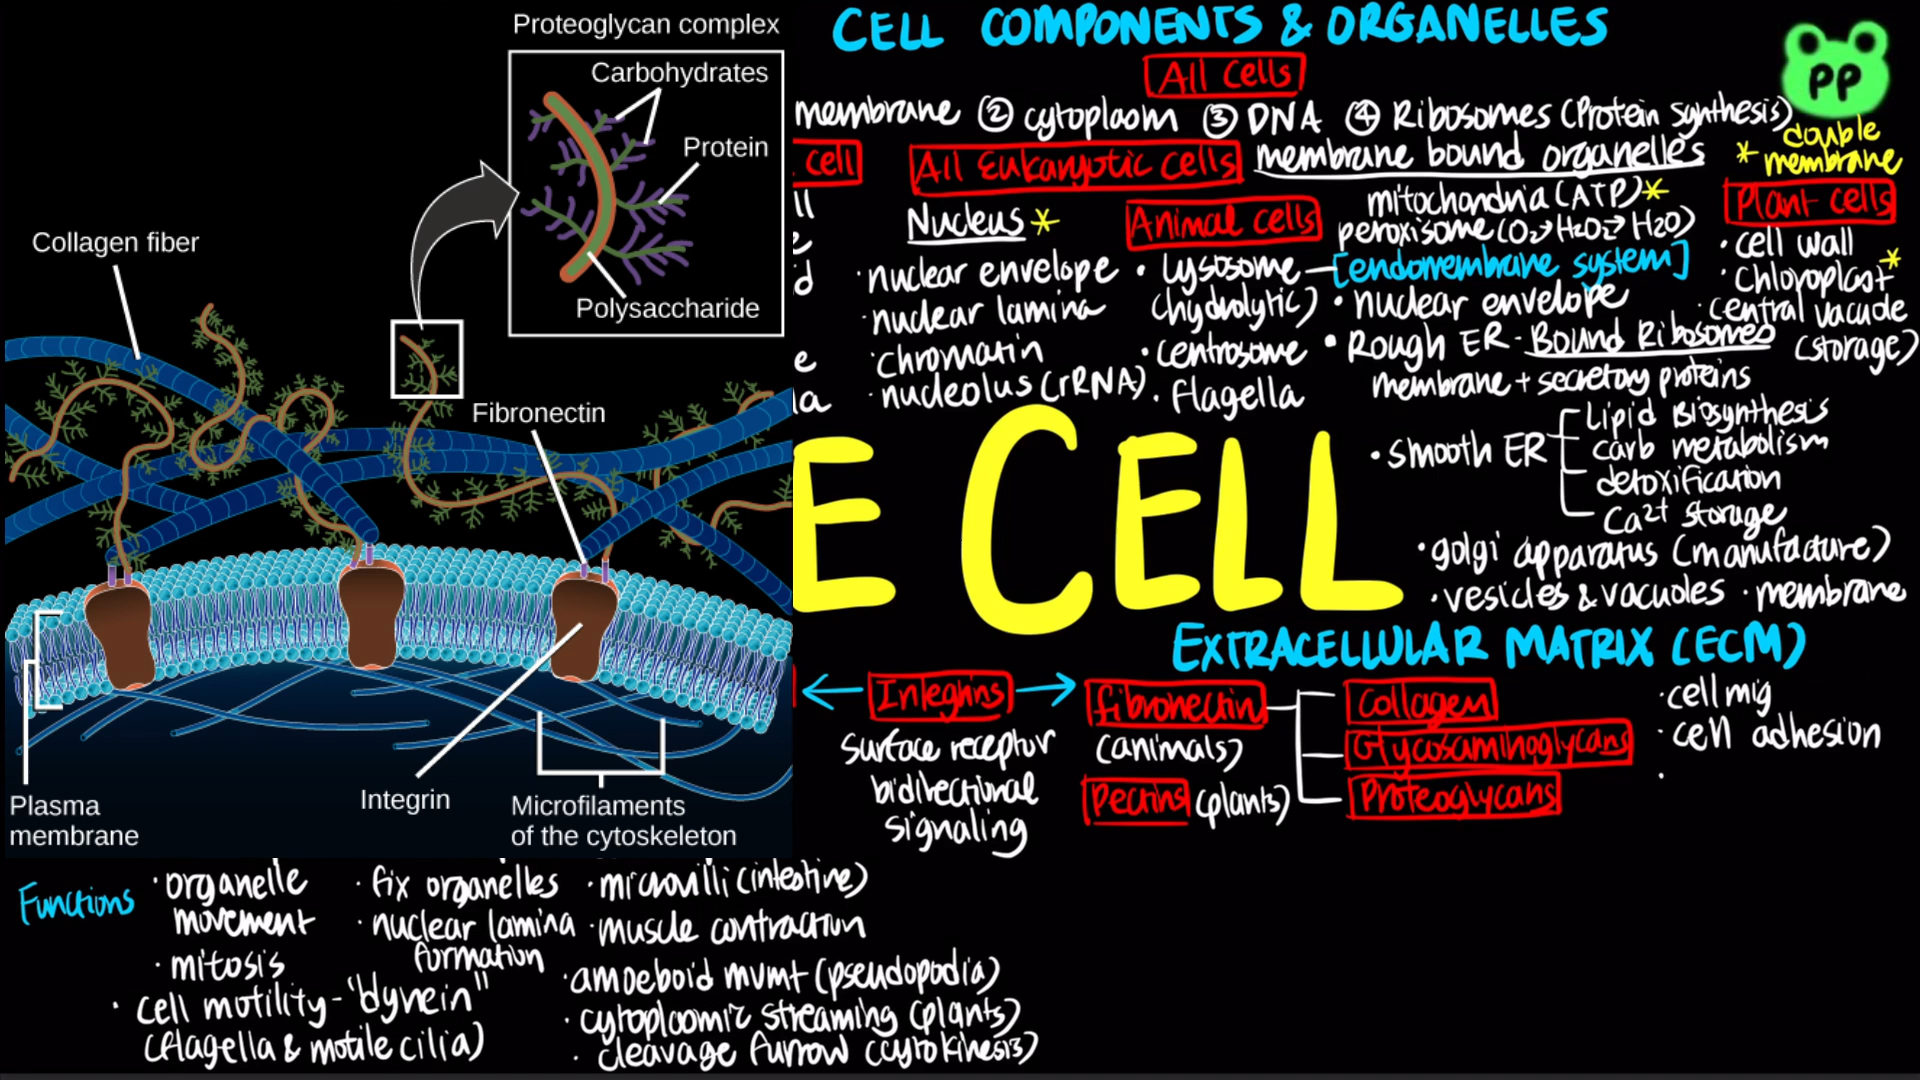 Proteoglycan complex
Carbohydrates
Protein
Polysaccharide
Collagen fiber
Fibronectin
Plasma
membrane
Integrin
Microfilaments
of the cytoskeleton
CELL COMPONENTS & ORGANELLES
PP
All Cells
membrane ② cytoplasm ③ DNA ④ Ribosomes (Protein synthesis)
* double
membrane
cell
All Eukaryotic cells
membrane bound organelles
mitochondria (ATP)*
peroxisome (O2→H2O2→H2O)
[endomembrane system]
Nucleus *
· nuclear envelope
· nuclear lamina
· chromatin
· nucleolus (rRNA)
Animal cells
· Lysosome
(hydrolytic)
· centrosome
· flagella
· nuclear envelope
· Rough ER - Bound Ribosomes
membrane + secretory proteins
· smooth ER
lipid Biosynthesis
carb metabolism
detoxification
Ca2+ storage
· golgi apparatus (manufacture)
· vesicles & vacuoles · membrane
Plant cells
· cell wall
· Chloroplast *
· central vacuole
(storage)
E CELL
EXTRACELLULAR MATRIX (ECM)
Integrins
surface receptor
bidirectional
signaling
fibronectin
(animals)
Pectins (plants)
Collagen
Glycosaminoglycans
Proteoglycans
· cell mig
· cell adhesion
·
Functions
· organelle
movement
· mitosis
· cell motility - "dynein"
(flagella & motile cilia)
· fix organelles
· nuclear lamina
formation
· microvilli (intestine)
· muscle contraction
· amoeboid mvmt (pseudopodia)
· cytoplasmic streaming (plants)
· cleavage furrow (cytokinesis)